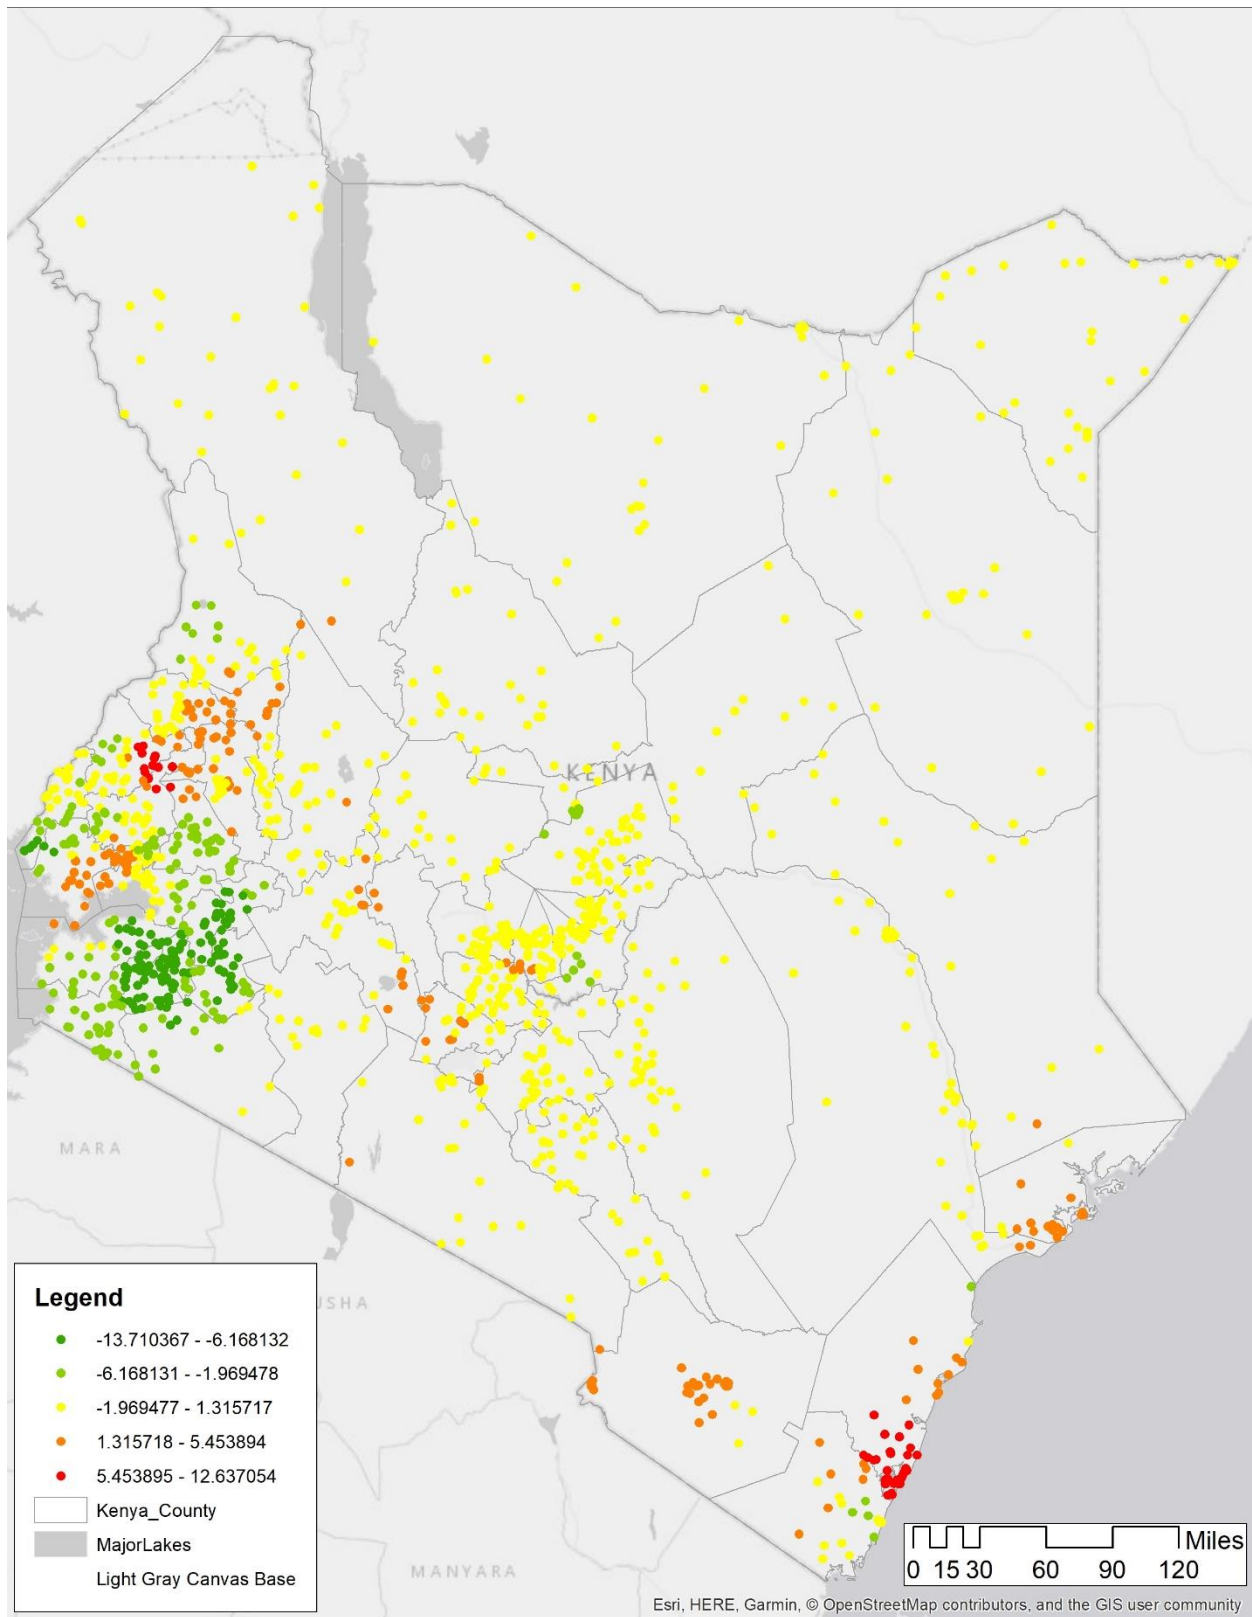 KENYA
MARA
USHA
MANYARA
Legend
-13.710367 - -6.168132
-6.168131 - -1.969478
-1.969477 - 1.315717
1.315718 - 5.453894
5.453895 - 12.637054
Kenya_County
MajorLakes
Light Gray Canvas Base
Miles
0 15 30 60 90 120
Esri, HERE, Garmin, © OpenStreetMap contributors, and the GIS user community